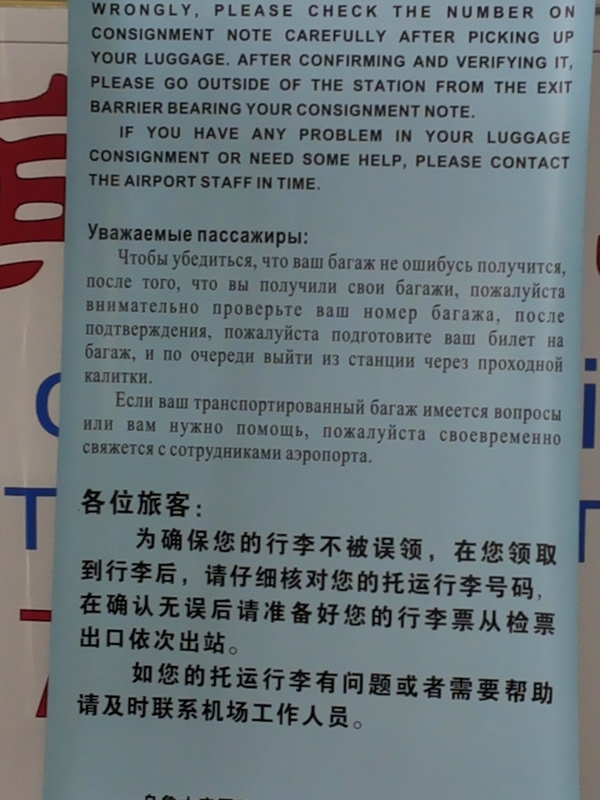 WRONGLY, PLEASE CHECK THE NUMBER ON
CONSIGNMENT NOTE CAREFULLY AFTER PICKING UP
YOUR LUGGAGE. AFTER CONFIRMING AND VERIFYING IT,
PLEASE GO OUTSIDE OF THE STATION FROM THE EXIT
BARRIER BEARING YOUR CONSIGNMENT NOTE.
IF YOU HAVE ANY PROBLEM IN YOUR LUGGAGE
CONSIGNMENT OR NEED SOME HELP, PLEASE CONTACT
THE AIRPORT STAFF IN TIME.
Уважаемые пассажиры:
Чтобы убедиться, что ваш багаж не ошибусь получится,
после того, что вы получили свои багажи, пожалуйста
внимательно проверьте ваш номер багажа, после
подтверждения, пожалуйста подготовите ваш билет на
багаж, и по очереди выйти из станции через проходной
калитки.
Если ваш транспортированный багаж имеется вопросы
или вам нужно помощь, пожалуйста своевременно
свяжется с сотрудниками аэропорта.
各位旅客:
为确保您的行李不被误领，在您领取
到行李后，请仔细核对您的托运行李号码,
在确认无误后请准备好您的行李票从检票
出口依次出站。
如您的托运行李有问题或者需要帮助
请及时联系机场工作人员。